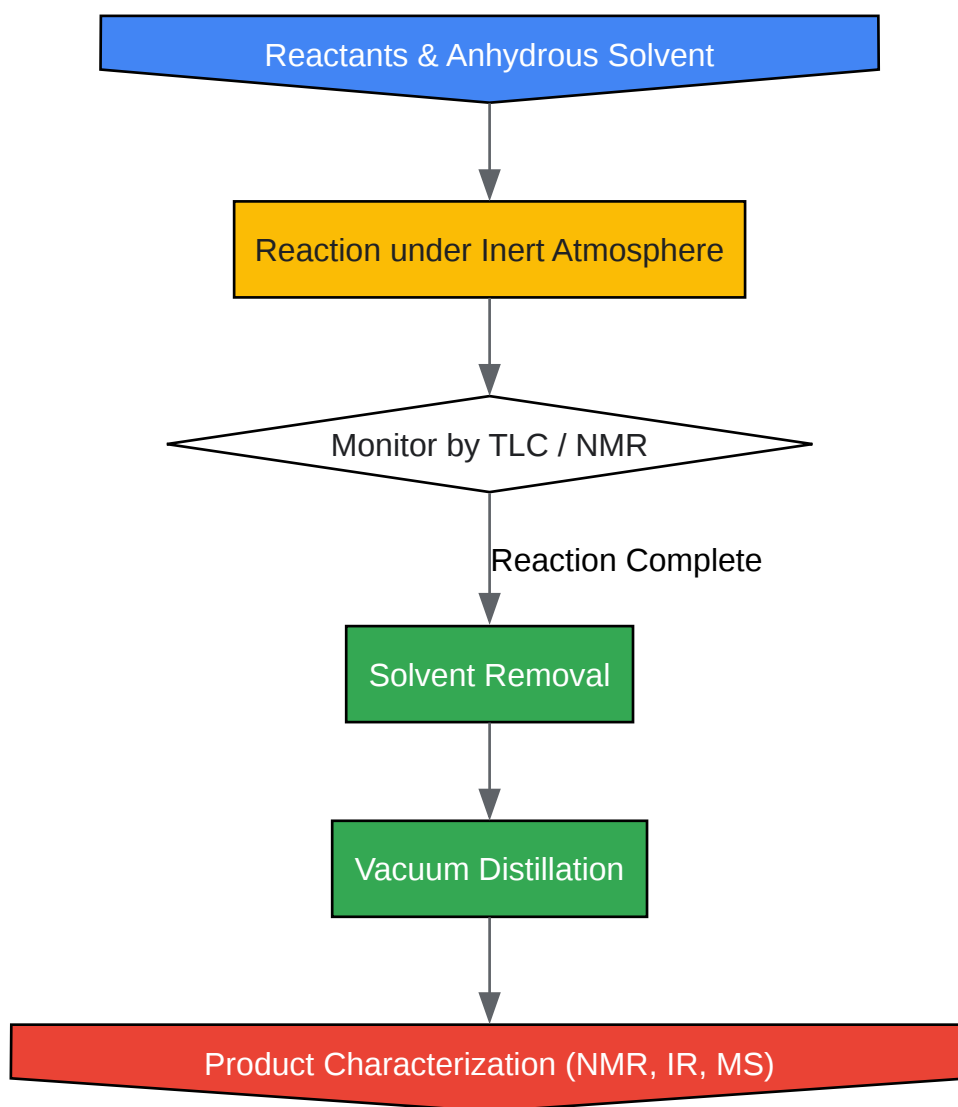 Reactants & Anhydrous Solvent
Reaction under Inert Atmosphere
Monitor by TLC / NMR
Reaction Complete
Solvent Removal
Vacuum Distillation
Product Characterization (NMR, IR, MS)